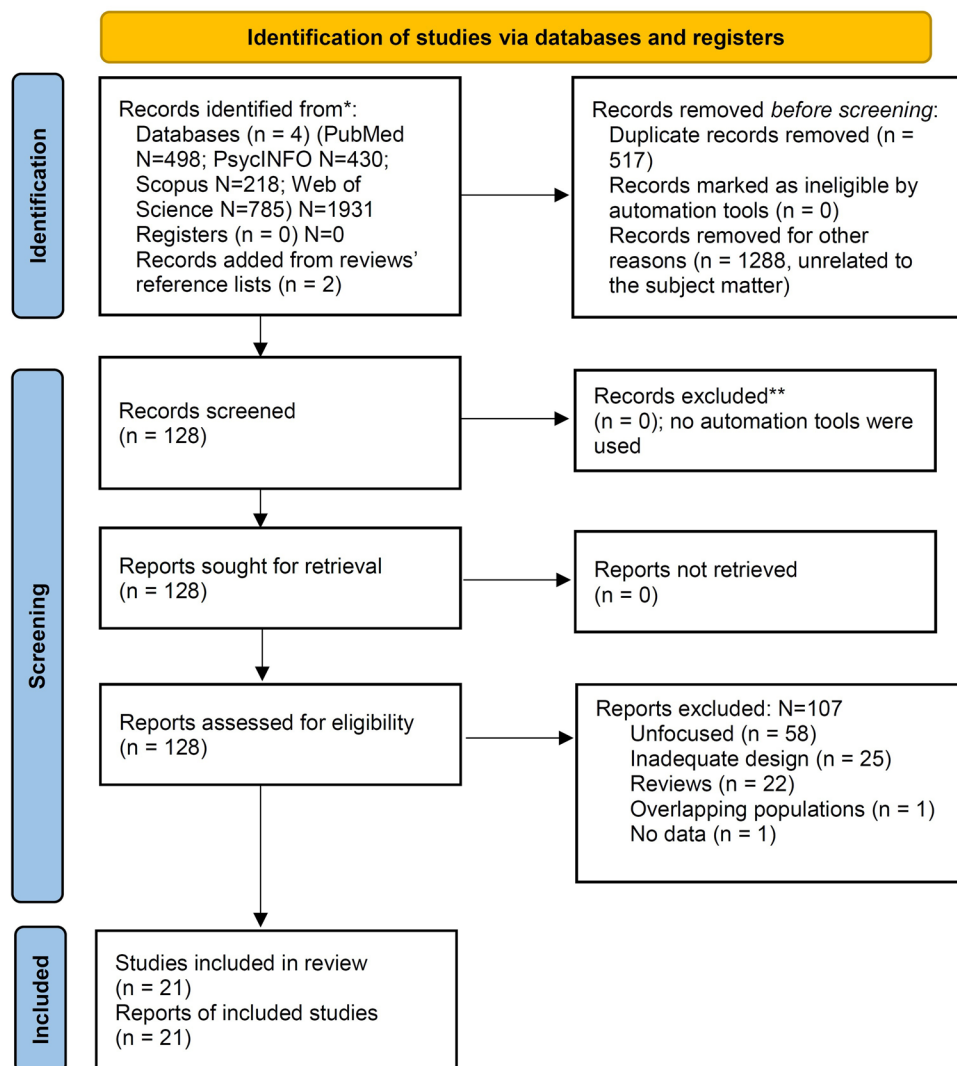 Identification of studies via databases and registers
Identification
Records identified from*:
Databases (n = 4) (PubMed
N=498; PsycINFO N=430;
Scopus N=218; Web of
Science N=785) N=1931
Registers (n = 0) N=0
Records added from reviews’
reference lists (n = 2)
Records removed before screening:
Duplicate records removed (n =
517)
Records marked as ineligible by
automation tools (n = 0)
Records removed for other
reasons (n = 1288, unrelated to
the subject matter)
Screening
Records screened
(n = 128)
Records excluded**
(n = 0); no automation tools were
used
Reports sought for retrieval
(n = 128)
Reports not retrieved
(n = 0)
Reports assessed for eligibility
(n = 128)
Reports excluded: N=107
Unfocused (n = 58)
Inadequate design (n = 25)
Reviews (n = 22)
Overlapping populations (n = 1)
No data (n = 1)
Included
Studies included in review
(n = 21)
Reports of included studies
(n = 21)